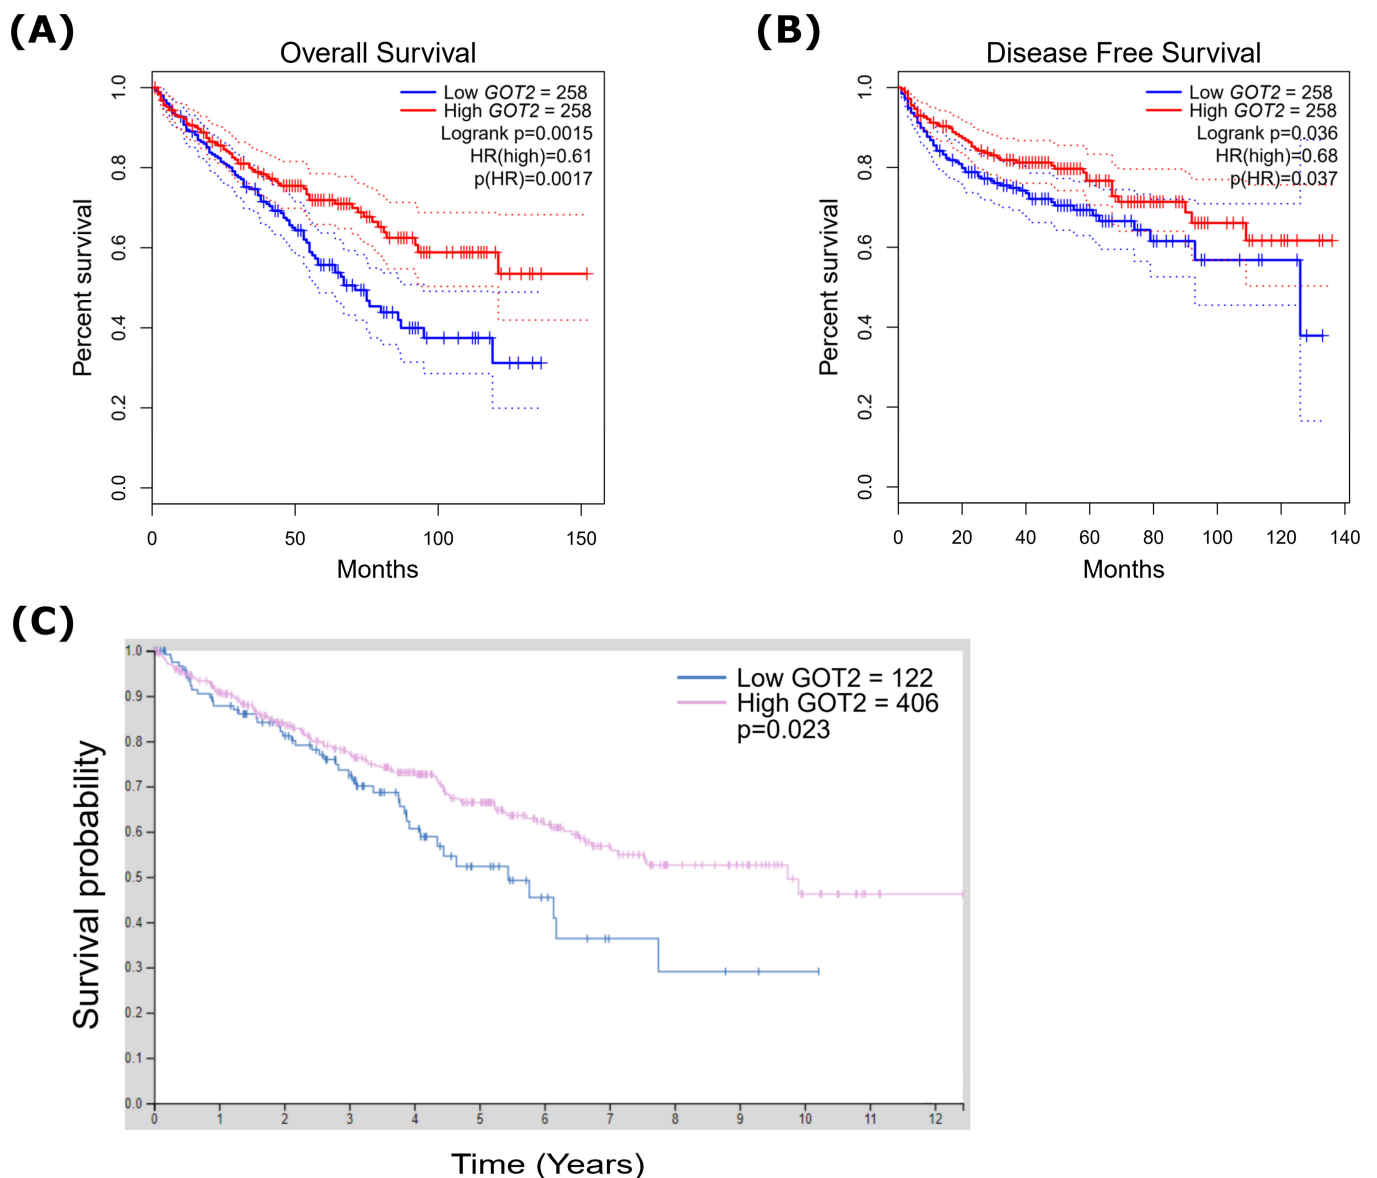 (A)
Overall Survival
Low GOT2 = 258
High GOT2 = 258
Logrank p=0.0015
HR(high)=0.61
p(HR)=0.0017
Percent survival
1.0
0.8
0.6
0.4
0.2
0.0
0 50 100 150
Months
(B)
Disease Free Survival
Low GOT2 = 258
High GOT2 = 258
Logrank p=0.036
HR(high)=0.68
p(HR)=0.037
Percent survival
1.0
0.8
0.6
0.4
0.2
0.0
0 20 40 60 80 100 120 140
Months
(C)
Low GOT2 = 122
High GOT2 = 406
p=0.023
Survival probability
1.0
0.9
0.8
0.7
0.6
0.5
0.4
0.3
0.2
0.1
0.0
0 1 2 3 4 5 6 7 8 9 10 11 12
Time (Years)